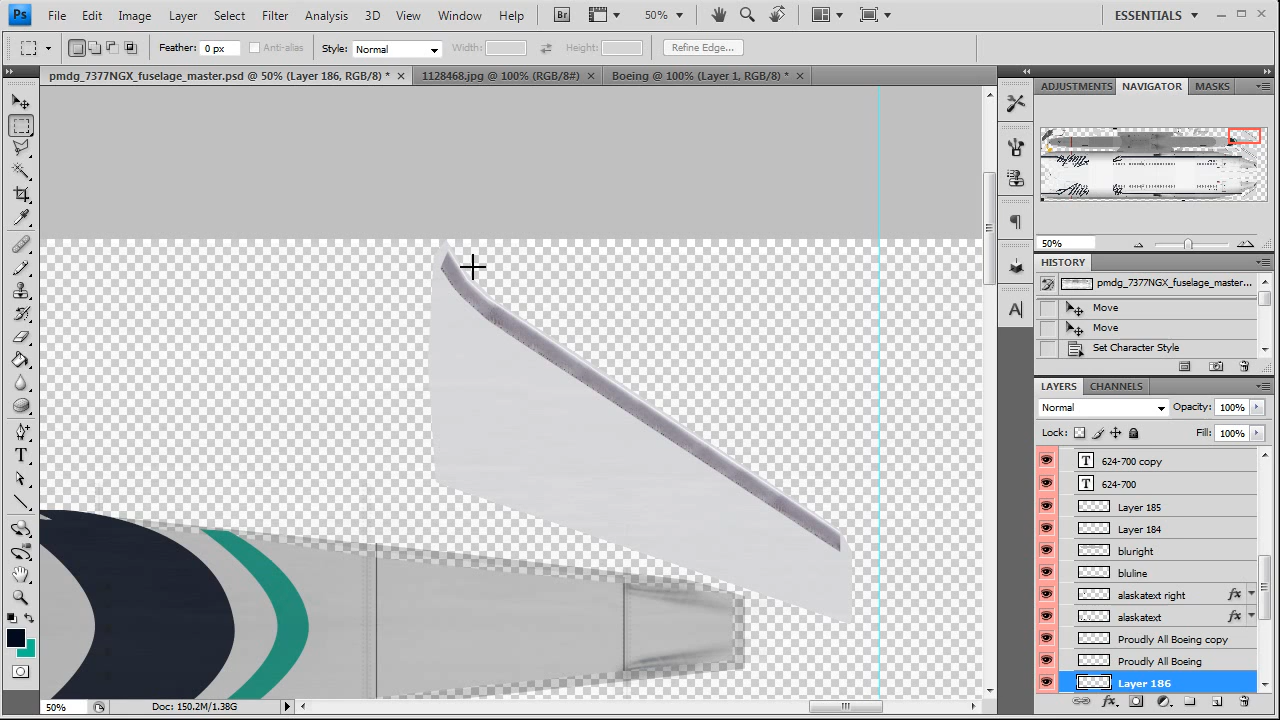 Ps File Edit Image Layer Select Filter Analysis 3D View Window Help Br 50% ESSENTIALS
Feather: 0 px Anti-alias Style: Normal Width: Height: Refine Edge...
pmdg_7377NGX_fuselage_master.psd @ 50% (Layer 186, RGB/8) * 1128468.jpg @ 100% (RGB/8#) Boeing @ 100% (Layer 1, RGB/8) *
ADJUSTMENTS NAVIGATOR MASKS
50%
HISTORY
pmdg_7377NGX_fuselage_master...
Move
Move
Set Character Style
LAYERS CHANNELS
Normal Opacity: 100%
Lock: Fill: 100%
T 624-700 copy
T 624-700
Layer 185
Layer 184
bluright
bluline
alaskatext right fx
alaskatext fx
Proudly All Boeing copy
Proudly All Boeing
Layer 186
50% Doc: 150.2M/1.38G